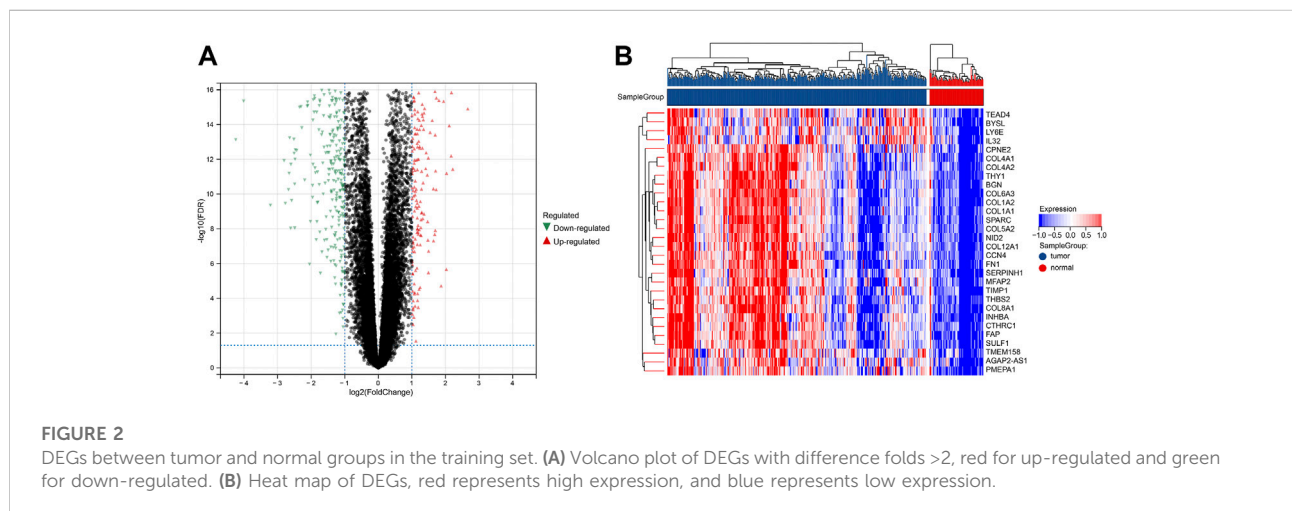 A
16
14
12
10
8
6
4
2
0
-log10(FDR)
−4
−3
−2
−1
0
1
2
3
4
log2(FoldChange)
Regulated
Down-regulated
Up-regulated
B
SampleGroup
TEAD4
BYSL
LY6E
IL32
CPNE2
COL4A1
COL4A2
THY1
BGN
COL6A3
COL1A2
COL1A1
SPARC
COL5A2
NID2
COL12A1
CCN4
FN1
SERPINH1
MFAP2
TIMP1
THBS2
COL8A1
INHBA
CTHRC1
FAP
SULF1
TMEM158
AGAP2-AS1
PMEPA1
Expression
-1.0 -0.5 0.0 0.5 1.0
SampleGroup:
tumor
normal
FIGURE 2
DEGs between tumor and normal groups in the training set. (A) Volcano plot of DEGs with difference folds >2, red for up-regulated and green
for down-regulated. (B) Heat map of DEGs, red represents high expression, and blue represents low expression.